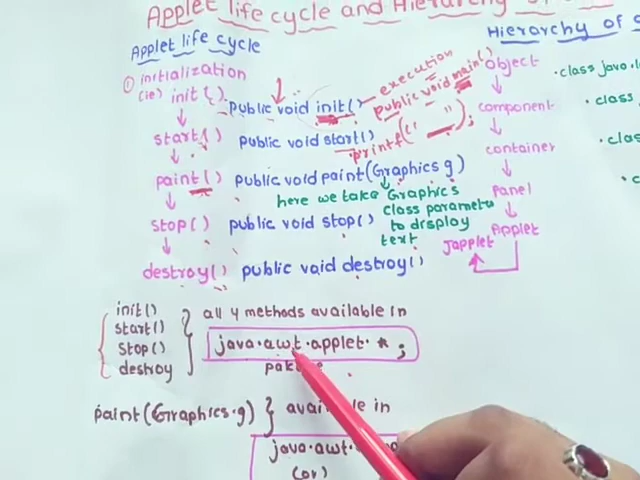 Applet life cycle and Hierarchy
Applet life cycle
Hierarchy of
① initialization
(ie) init()
public void init() - execution
public void main()
printf(" — ");
start()
public void start()
paint()
public void paint(Graphics g)
here we take Graphics
class parameter
to display
text
stop()
public void stop()
destroy()
public void destroy()
object
component
container
Panel
Applet
Japplet
.class java.
.class
.clas
init()
start()
stop()
destroy
all 4 methods available in
java.awt.applet.*;
paint(Graphics.g)
available in
java.awt.
(or)